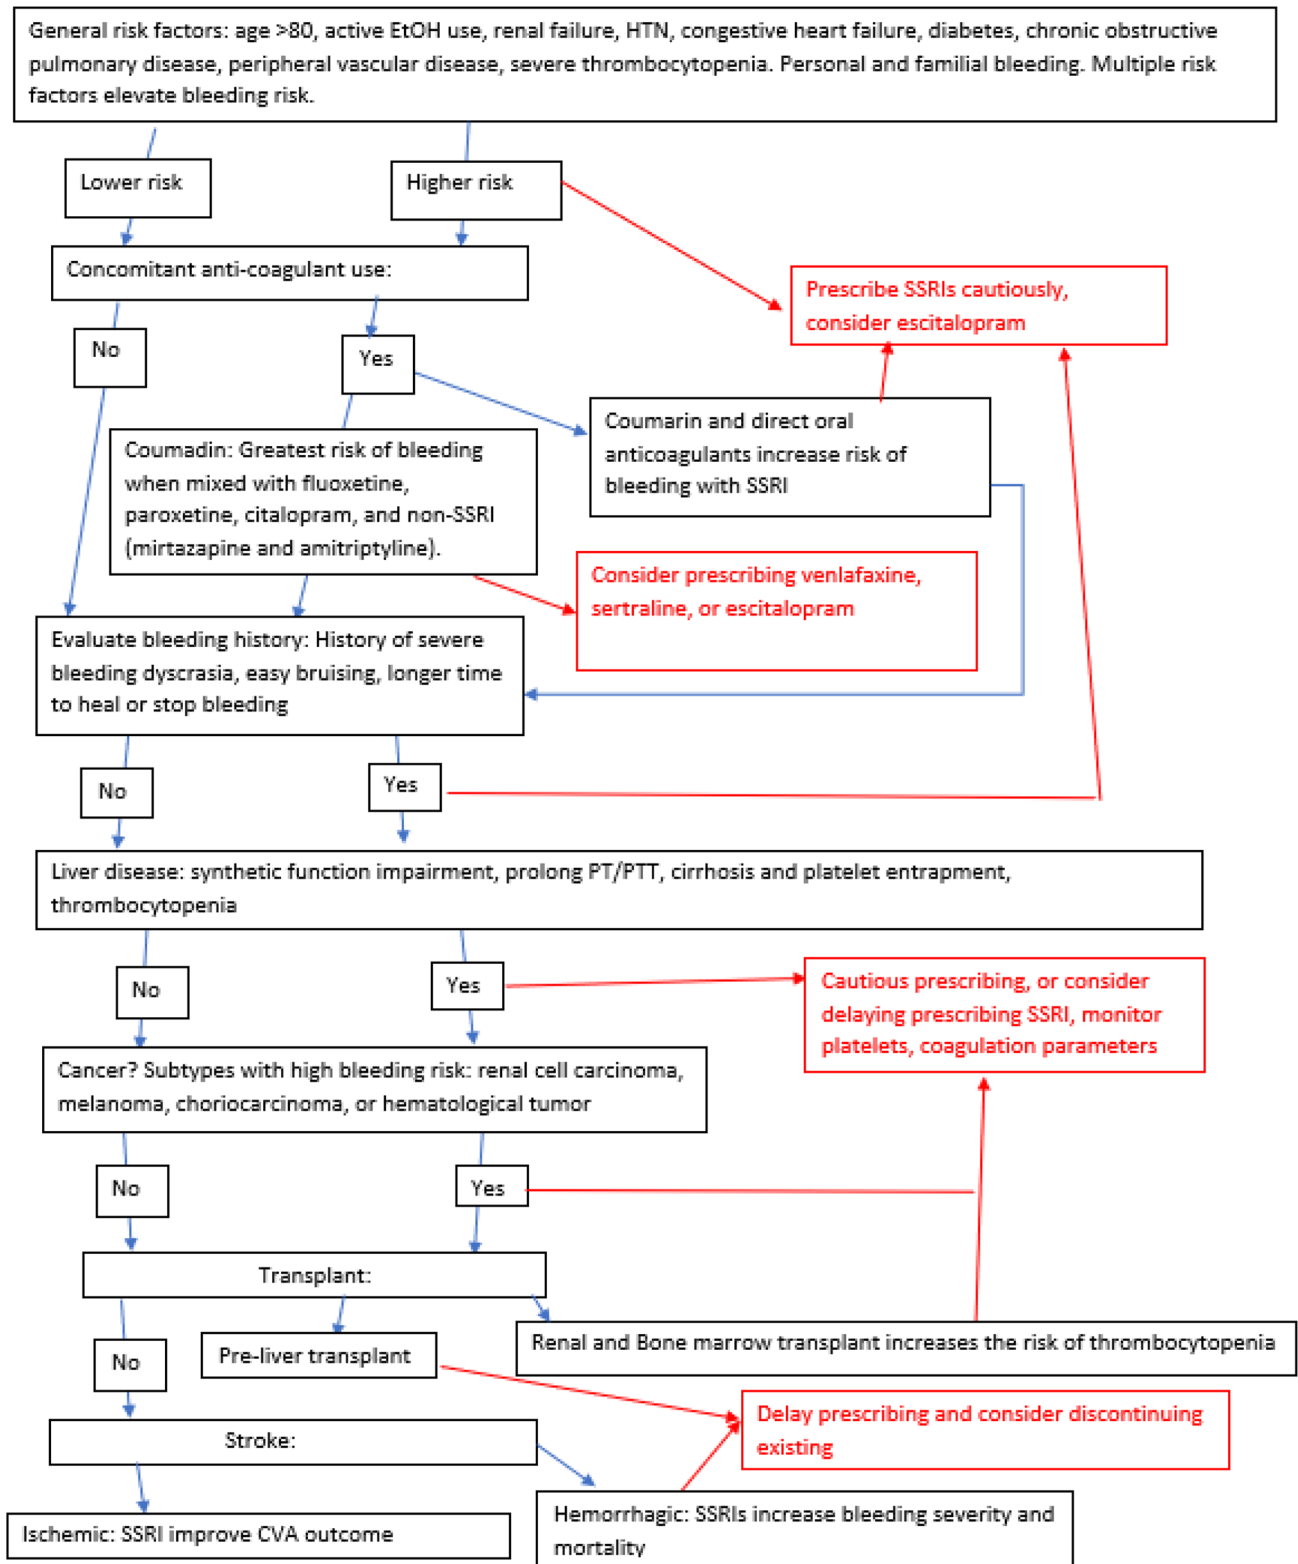 General risk factors: age >80, active EtOH use, renal failure, HTN, congestive heart failure, diabetes, chronic obstructive
pulmonary disease, peripheral vascular disease, severe thrombocytopenia. Personal and familial bleeding. Multiple risk
factors elevate bleeding risk.
Lower risk
Higher risk
Concomitant anti-coagulant use:
Prescribe SSRIs cautiously,
consider escitalopram
No
Yes
Coumarin and direct oral
anticoagulants increase risk of
bleeding with SSRI
Coumadin: Greatest risk of bleeding
when mixed with fluoxetine,
paroxetine, citalopram, and non-SSRI
(mirtazapine and amitriptyline).
Consider prescribing venlafaxine,
sertraline, or escitalopram
Evaluate bleeding history: History of severe
bleeding dyscrasia, easy bruising, longer time
to heal or stop bleeding
No
Yes
Liver disease: synthetic function impairment, prolong PT/PTT, cirrhosis and platelet entrapment,
thrombocytopenia
No
Yes
Cautious prescribing, or consider
delaying prescribing SSRI, monitor
platelets, coagulation parameters
Cancer? Subtypes with high bleeding risk: renal cell carcinoma,
melanoma, choriocarcinoma, or hematological tumor
No
Yes
Transplant:
No
Pre-liver transplant
Renal and Bone marrow transplant increases the risk of thrombocytopenia
Delay prescribing and consider discontinuing
existing
Stroke:
Ischemic: SSRI improve CVA outcome
Hemorrhagic: SSRIs increase bleeding severity and
mortality